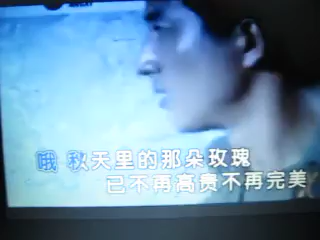 哦 秋天里的那朵玫瑰
已不再高贵不再完美